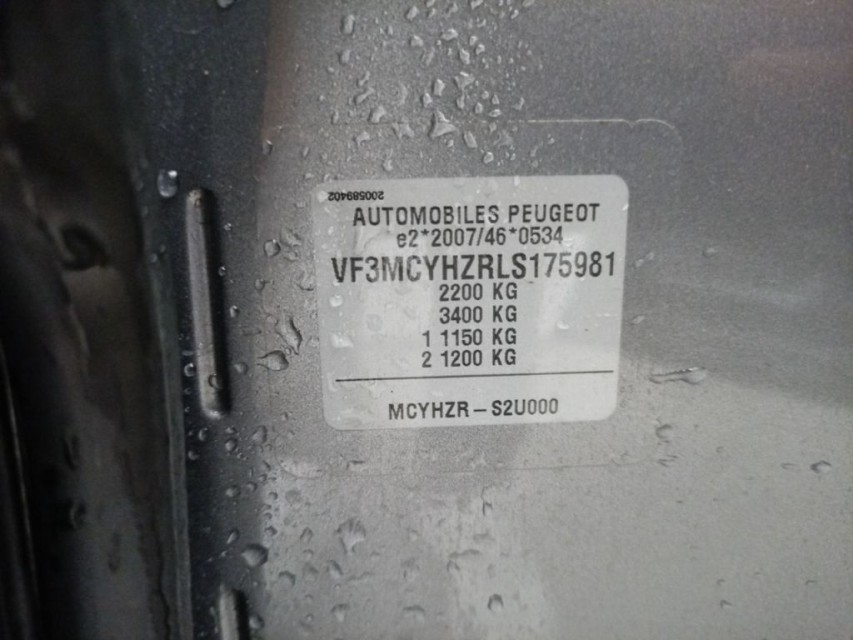 200589402
AUTOMOBILES PEUGEOT
e2*2007/46*0534
VF3MCYHZRLS175981
2200 KG
3400 KG
1 1150 KG
2 1200 KG
MCYHZR – S2U000